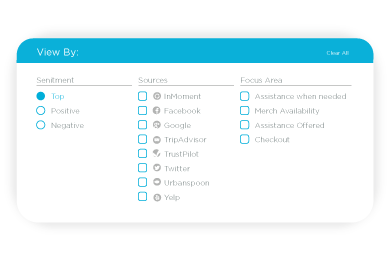 View By:
Clear All
Senitment
Top
Positive
Negative
Sources
InMoment
Facebook
Google
TripAdvisor
TrustPilot
Twitter
Urbanspoon
Yelp
Focus Area
Assistance when needed
Merch Availability
Assistance Offered
Checkout